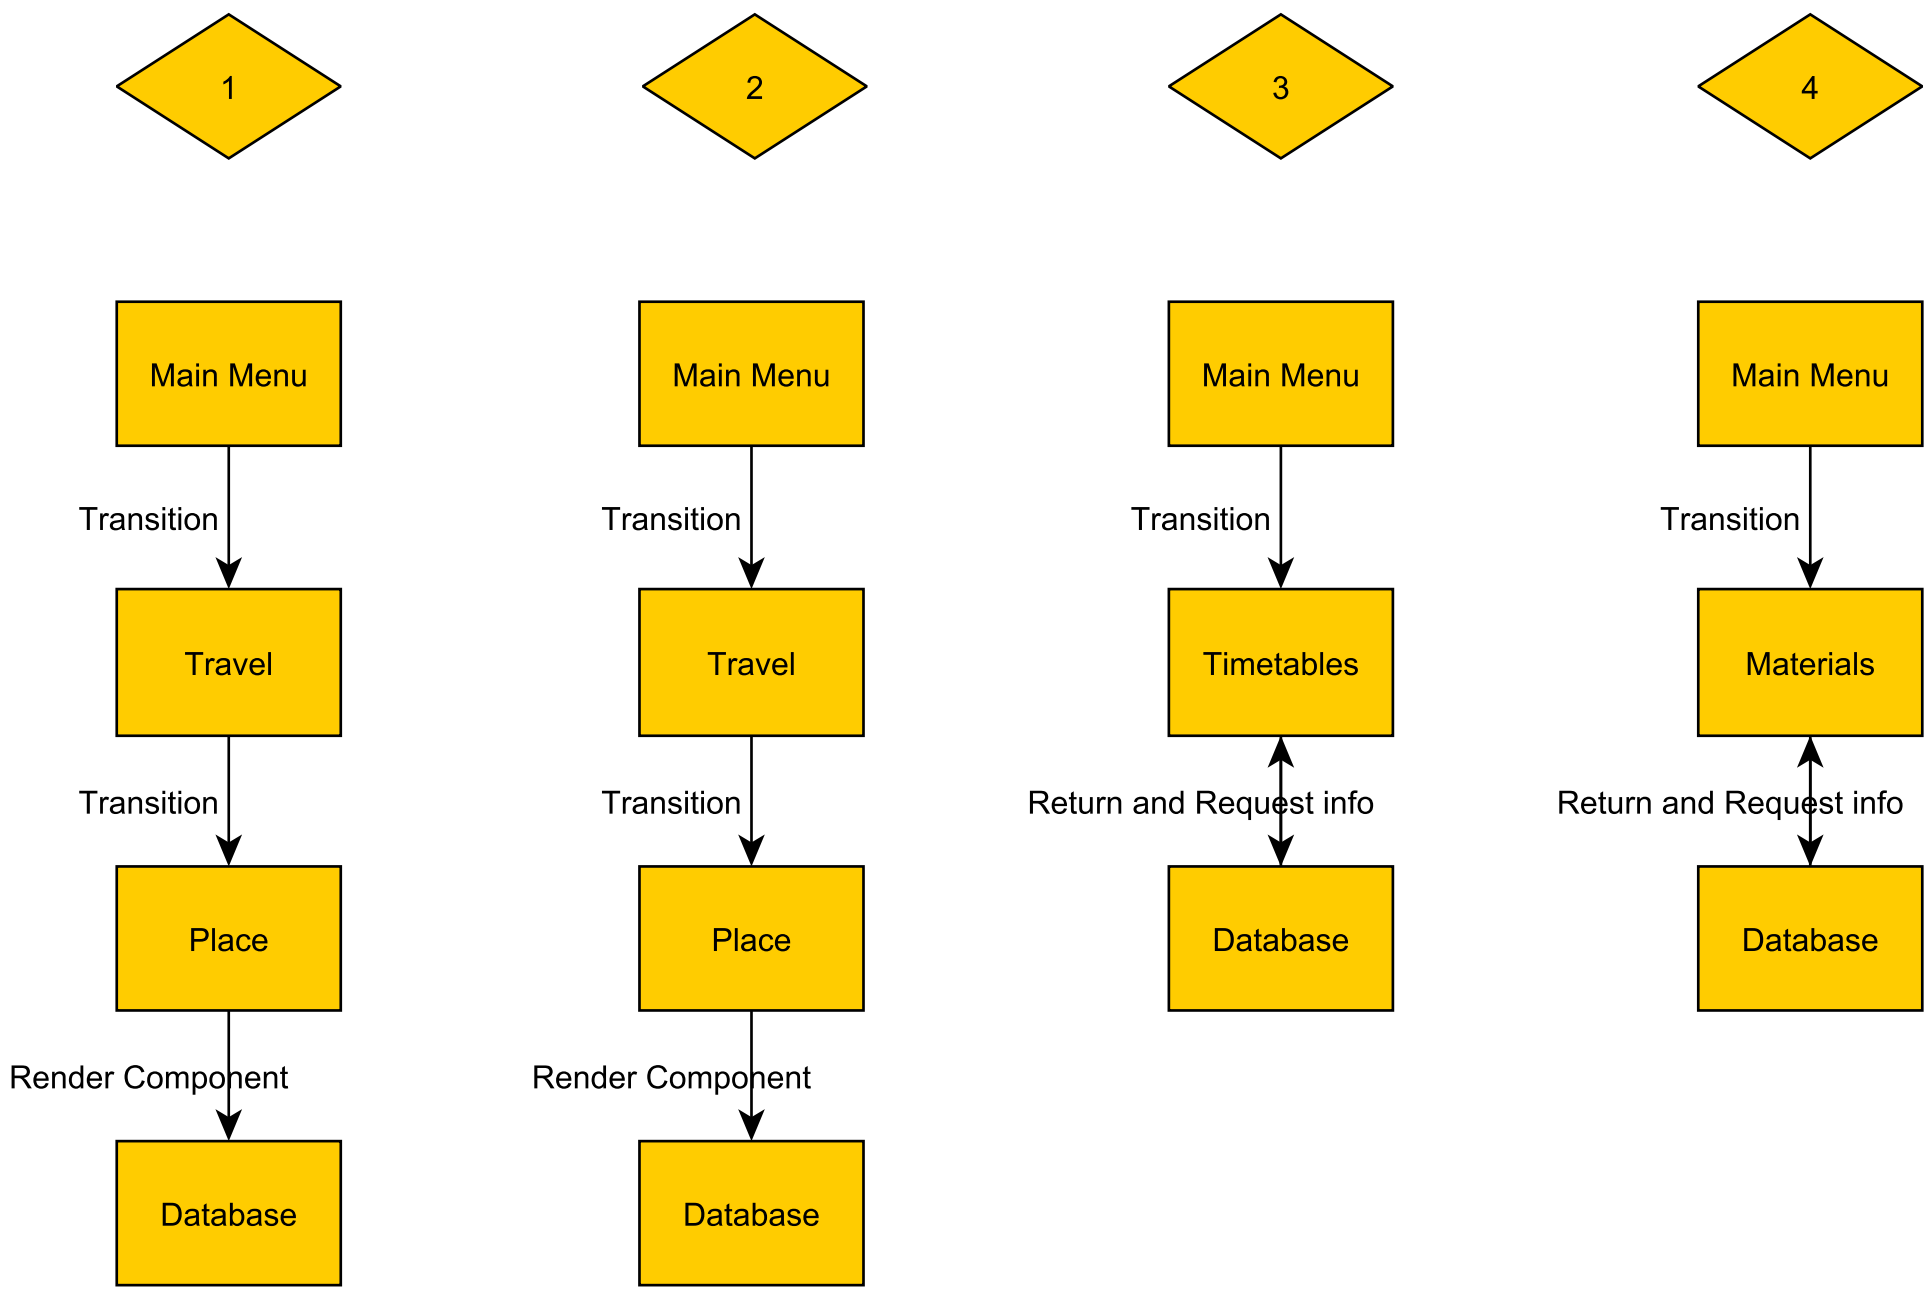 1
2
3
4
Main Menu
Main Menu
Main Menu
Main Menu
Transition
Transition
Transition
Transition
Travel
Travel
Timetables
Materials
Transition
Transition
Return and Request info
Return and Request info
Place
Place
Database
Database
Render Component
Render Component
Database
Database